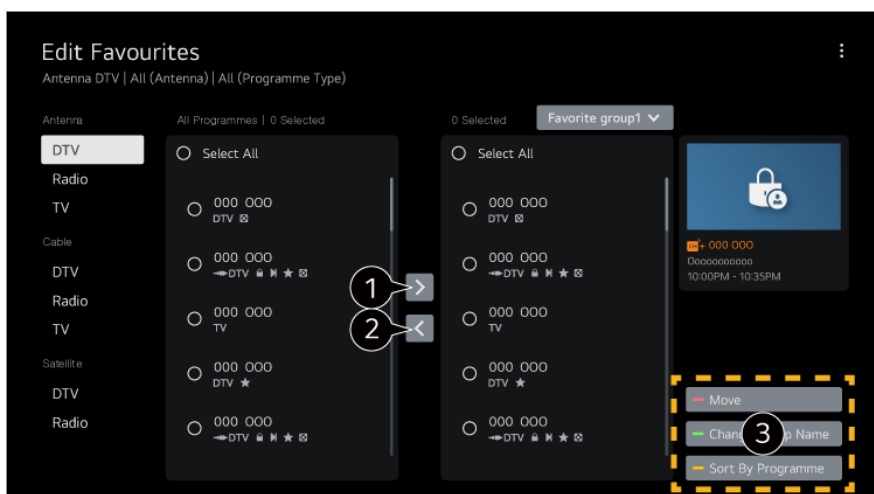 Edit Favourites
Antenna DTV | All (Antenna) | All (Programme Type)
Antenna
DTV
Radio
TV
Cable
DTV
Radio
TV
Satellite
DTV
Radio
All Programmes | 0 Selected
Select All
000 000
DTV
000 000
DTV
000 000
TV
000 000
DTV
000 000
DTV
1
2
0 Selected
Favorite group1
Select All
000 000
DTV
000 000
DTV
000 000
TV
000 000
DTV
000 000
DTV
000 000
Oooooooooo
10:00PM - 10:35PM
Move
3
Name
Sort By Programme